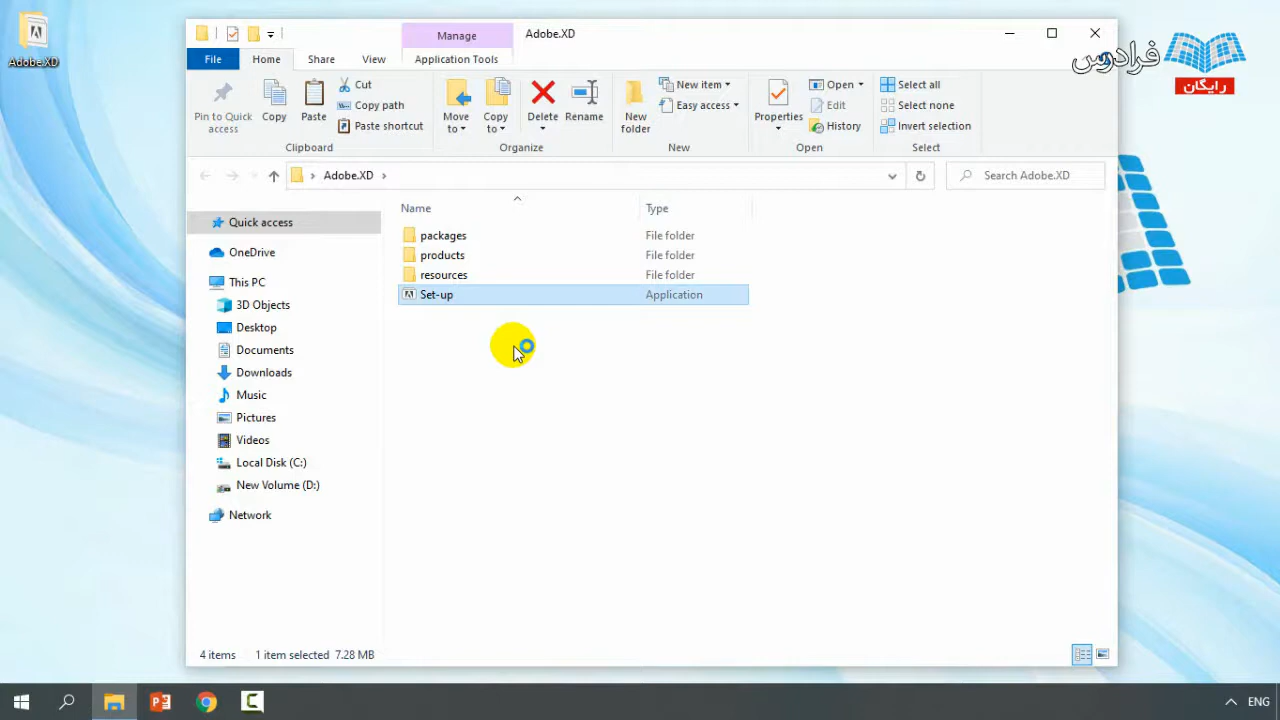 Adobe.XD
Manage
Adobe.XD
File
Home
Share
View
Application Tools
فرادرس
رایگان
Pin to Quick access
Copy
Paste
Cut
Copy path
Paste shortcut
Clipboard
Move to
Copy to
Delete
Rename
Organize
New folder
New item
Easy access
New
Properties
Open
Edit
History
Open
Select all
Select none
Invert selection
Select
Adobe.XD
Search Adobe.XD
Name
Type
Quick access
OneDrive
This PC
3D Objects
Desktop
Documents
Downloads
Music
Pictures
Videos
Local Disk (C:)
New Volume (D:)
Network
packages
File folder
products
File folder
resources
File folder
Set-up
Application
4 items
1 item selected 7.28 MB
ENG